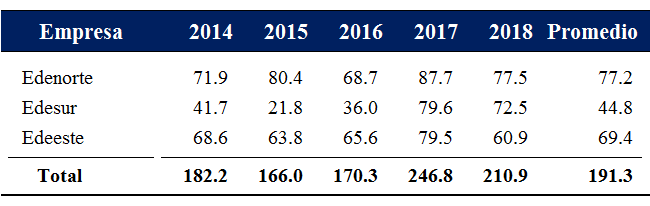 Empresa 2014 2015 2016 2017 2018 Promedio
Edenorte 71.9 80.4 68.7 87.7 77.5 77.2
Edesur 41.7 21.8 36.0 79.6 72.5 44.8
Edeeste 68.6 63.8 65.6 79.5 60.9 69.4
Total 182.2 166.0 170.3 246.8 210.9 191.3